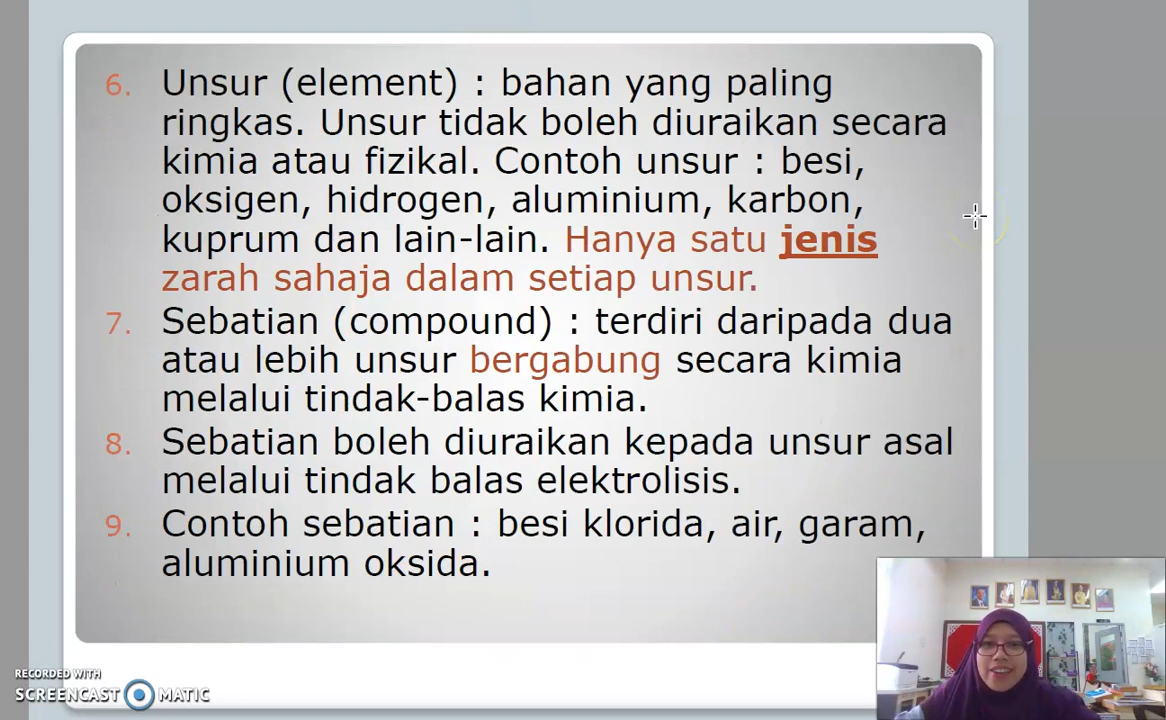 6. Unsur (element) : bahan yang paling
ringkas. Unsur tidak boleh diuraikan secara
kimia atau fizikal. Contoh unsur : besi,
oksigen, hidrogen, aluminium, karbon,
kuprum dan lain-lain. Hanya satu jenis
zarah sahaja dalam setiap unsur.
7. Sebatian (compound) : terdiri daripada dua
atau lebih unsur bergabung secara kimia
melalui tindak-balas kimia.
8. Sebatian boleh diuraikan kepada unsur asal
melalui tindak balas elektrolisis.
9. Contoh sebatian : besi klorida, air, garam,
aluminium oksida.
RECORDED WITH
SCREENCAST MATIC